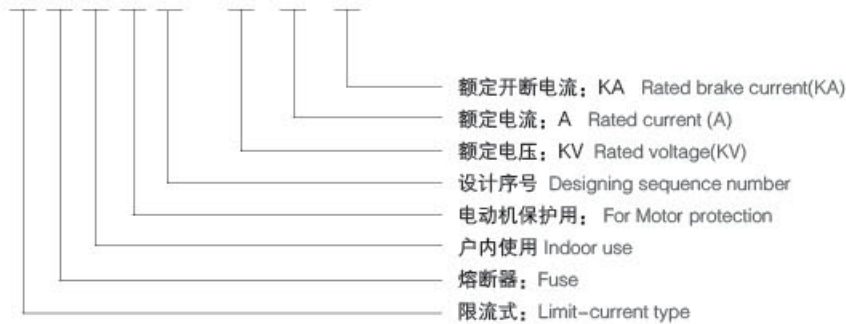 额定开断电流：KA Rated brake current(KA)
额定电流：A Rated current (A)
额定电压：KV Rated voltage(KV)
设计序号 Designing sequence number
电动机保护用： For Motor protection
户内使用 Indoor use
熔断器：Fuse
限流式：Limit-current type